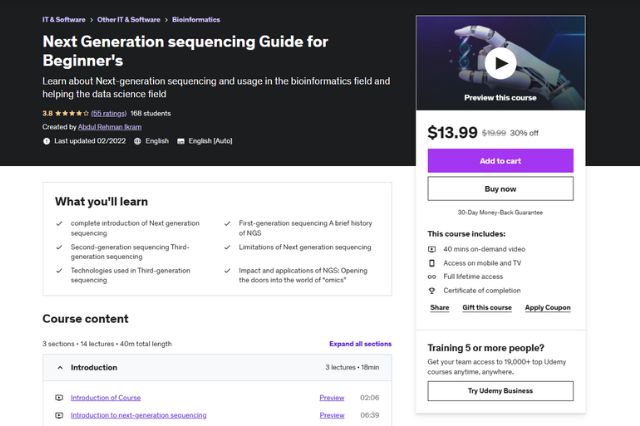 IT & Software > Other IT & Software > Bioinformatics
Next Generation sequencing Guide for
Beginner's
Learn about Next-generation sequencing and usage in the bioinformatics field and
helping the data science field
3.8 (55 ratings) 168 students
Created by Abdul Rehman Ikram
Last updated 02/2022 English English [Auto]
Preview this course
$13.99 $19.99 30% off
Add to cart
Buy now
30-Day Money-Back Guarantee
This course includes:
40 mins on-demand video
Access on mobile and TV
Full lifetime access
Certificate of completion
Share Gift this course Apply Coupon
Training 5 or more people?
Get your team access to 19,000+ top Udemy
courses anytime, anywhere.
Try Udemy Business
What you'll learn
complete introduction of Next generation
sequencing
First-generation sequencing A brief history
of NGS
Second-generation sequencing Third-
generation sequencing
Limitations of Next generation sequencing
Technologies used in Third-generation
sequencing
Impact and applications of NGS: Opening
the doors into the world of "omics"
Course content
3 sections • 14 lectures • 40m total length
Expand all sections
Introduction 3 lectures • 18min
Introduction of Course Preview 02:06
Introduction to next-generation sequencing Preview 06:39